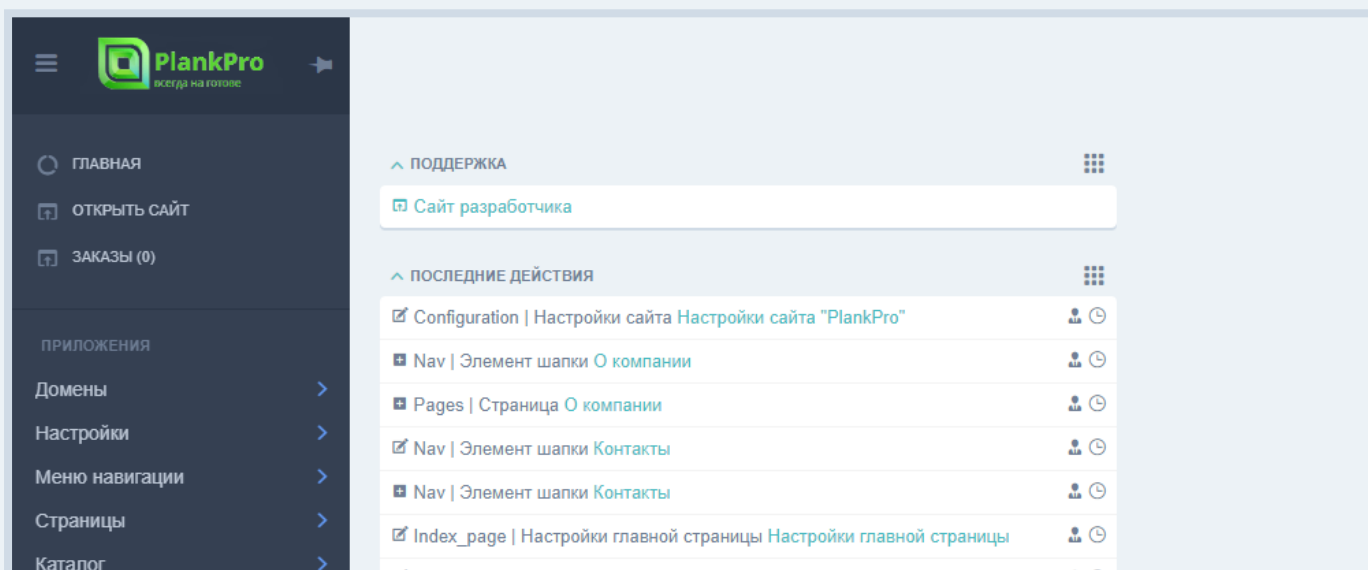 PlankPro
всегда на готове
ГЛАВНАЯ
ОТКРЫТЬ САЙТ
ЗАКАЗЫ (0)
ПРИЛОЖЕНИЯ
Домены
Настройки
Меню навигации
Страницы
Каталог
ПОДДЕРЖКА
Сайт разработчика
ПОСЛЕДНИЕ ДЕЙСТВИЯ
Configuration | Настройки сайта Настройки сайта "PlankPro"
Nav | Элемент шапки О компании
Pages | Страница О компании
Nav | Элемент шапки Контакты
Nav | Элемент шапки Контакты
Index_page | Настройки главной страницы Настройки главной страницы